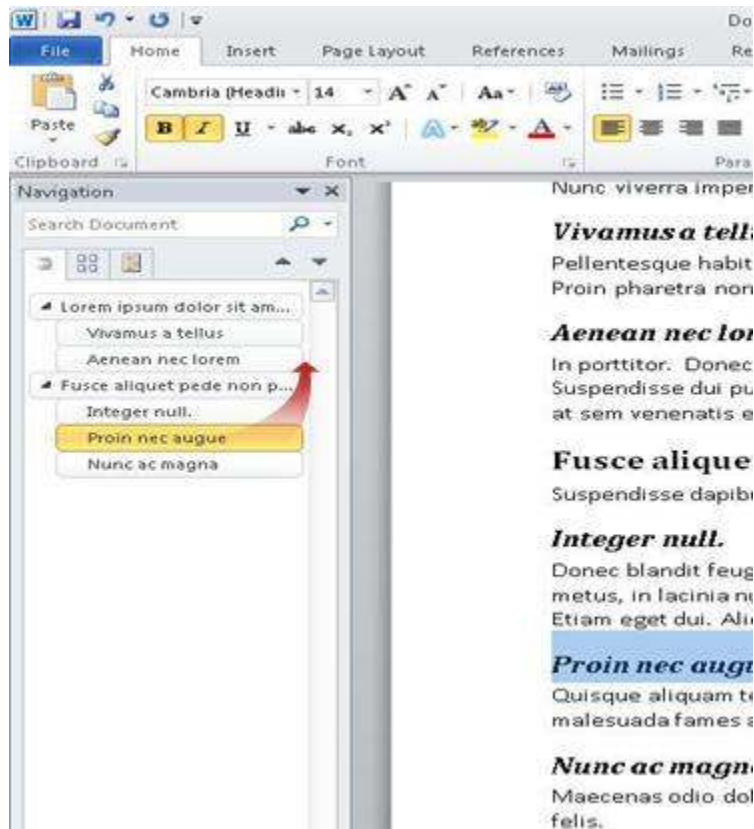 Do
File Home Insert Page Layout References Mailings Re
Cambria (Headi 14 A A Aa
Paste B I U abc x, x² A A
Clipboard Font Para
Navigation
Search Document
Lorem ipsum dolor sit am...
Vivamus a tellus
Aenean nec lorem
Fusce aliquet pede non p...
Integer null.
Proin nec augue
Nunc ac magna
Nunc viverra imper
Vivamus a tell
Pellentesque habit
Proin pharetra non
Aenean nec lor
In porttitor. Donec
Suspendisse dui pu
at sem venenatis e
Fusce alique
Suspendisse dapib
Integer null.
Donec blandit feug
metus, in lacinia nu
Etiam eget dui. Ali
Proin nec aug
Quisque aliquam te
malesuada fames a
Nunc ac magn
Maecenas odio dol
felis.